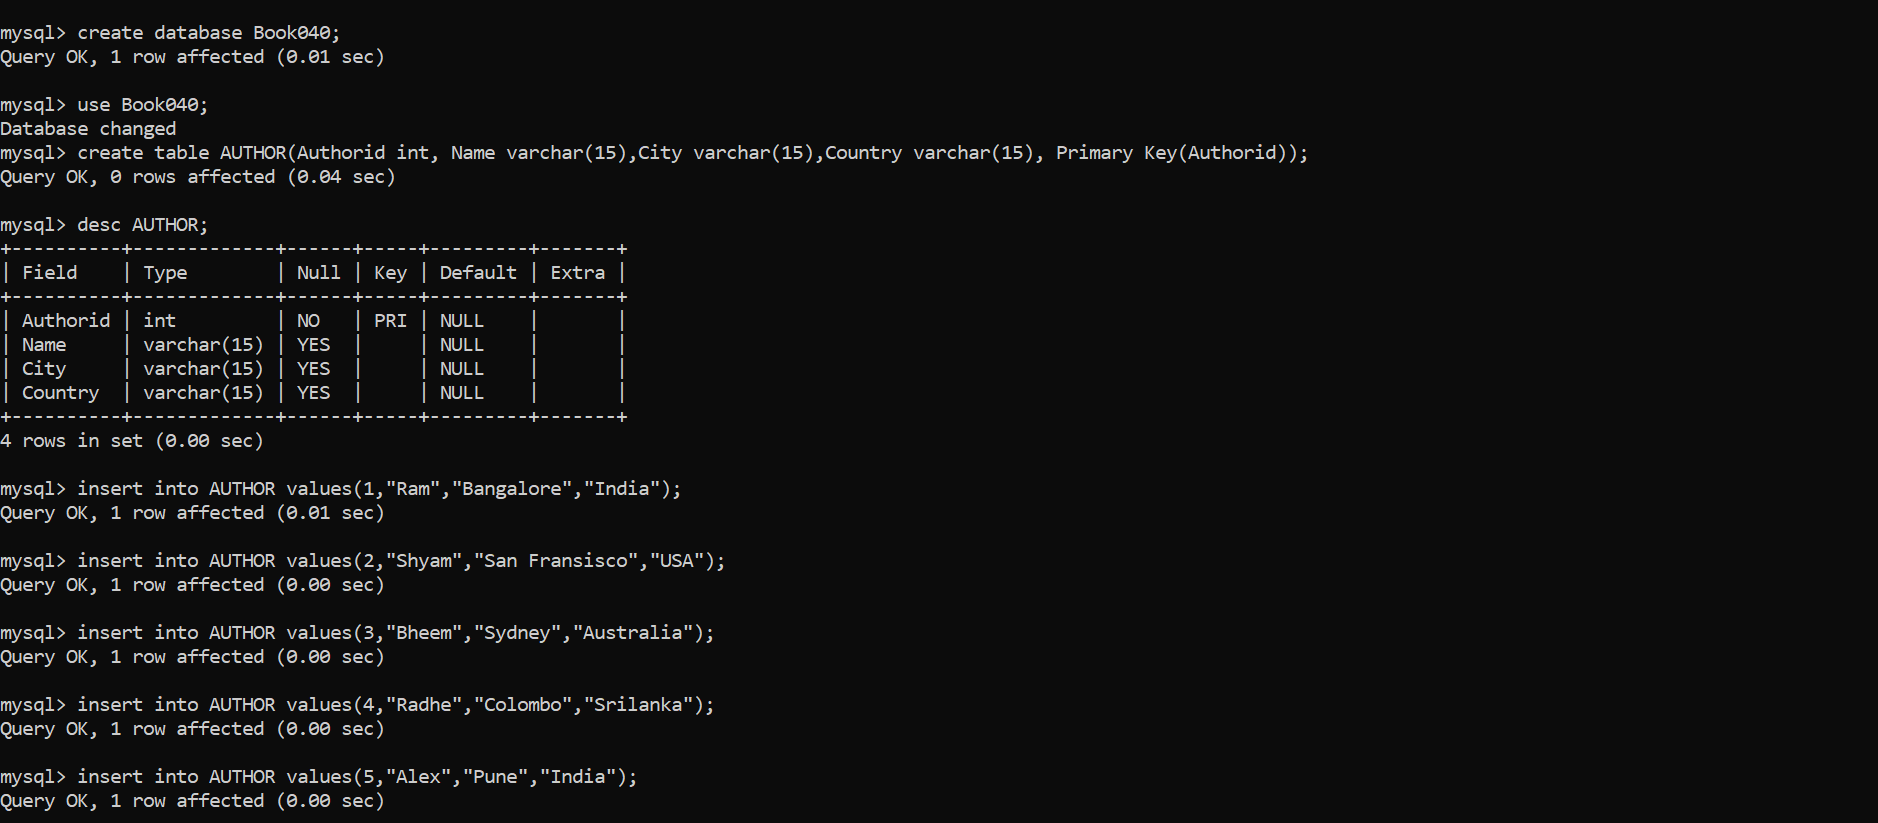 mysql> create database Book040;
Query OK, 1 row affected (0.01 sec)
mysql> use Book040;
Database changed
mysql> create table AUTHOR(Authorid int, Name varchar(15),City varchar(15),Country varchar(15), Primary Key(Authorid));
Query OK, 0 rows affected (0.04 sec)
mysql> desc AUTHOR;
+----------+-------------+------+-----+---------+-------+
| Field    | Type        | Null | Key | Default | Extra |
+----------+-------------+------+-----+---------+-------+
| Authorid | int         | NO   | PRI | NULL    |       |
| Name     | varchar(15) | YES  |     | NULL    |       |
| City     | varchar(15) | YES  |     | NULL    |       |
| Country  | varchar(15) | YES  |     | NULL    |       |
+----------+-------------+------+-----+---------+-------+
4 rows in set (0.00 sec)
mysql> insert into AUTHOR values(1,"Ram","Bangalore","India");
Query OK, 1 row affected (0.01 sec)
mysql> insert into AUTHOR values(2,"Shyam","San Fransisco","USA");
Query OK, 1 row affected (0.00 sec)
mysql> insert into AUTHOR values(3,"Bheem","Sydney","Australia");
Query OK, 1 row affected (0.00 sec)
mysql> insert into AUTHOR values(4,"Radhe","Colombo","Srilanka");
Query OK, 1 row affected (0.00 sec)
mysql> insert into AUTHOR values(5,"Alex","Pune","India");
Query OK, 1 row affected (0.00 sec)